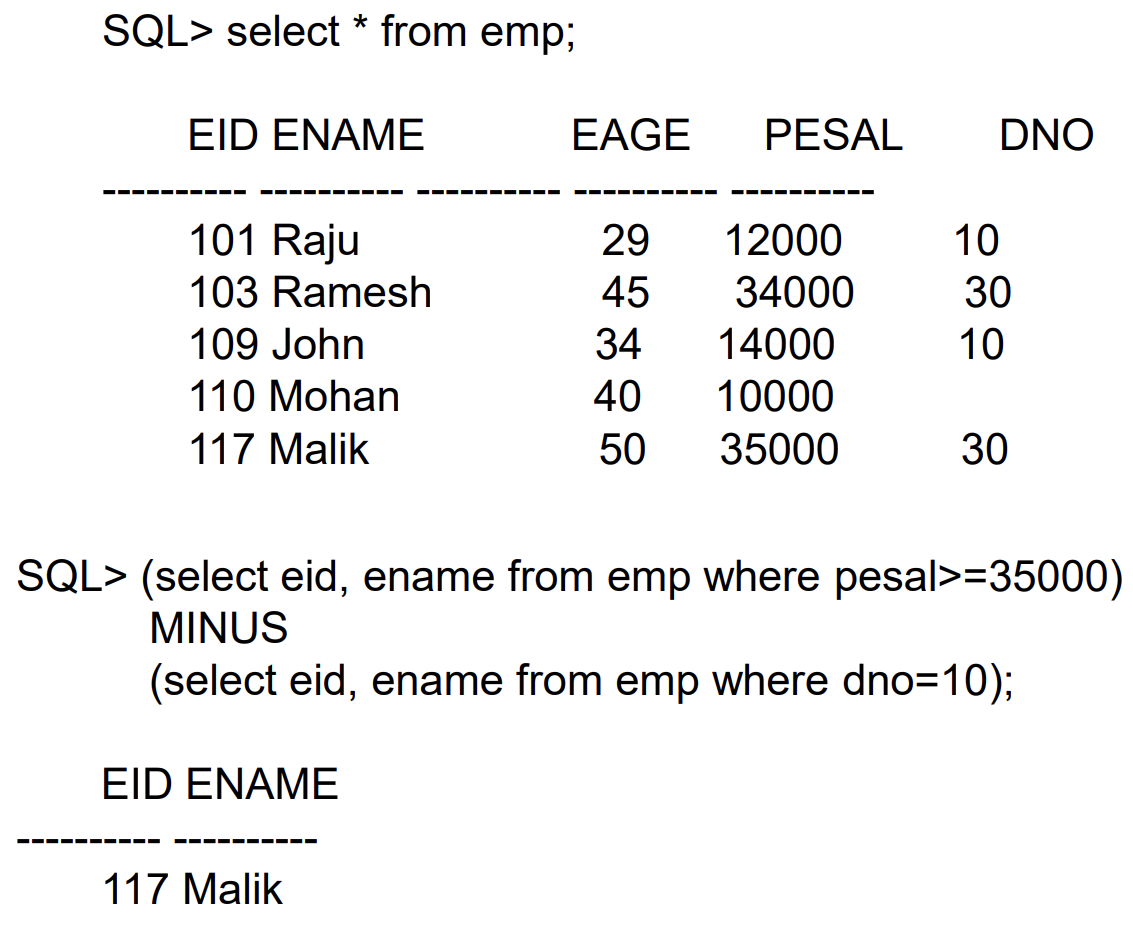 SQL> select * from emp;
EID ENAME EAGE PESAL DNO
---------- ---------- ---------- ---------- ----------
101 Raju 29 12000 10
103 Ramesh 45 34000 30
109 John 34 14000 10
110 Mohan 40 10000
117 Malik 50 35000 30
SQL> (select eid, ename from emp where pesal>=35000)
MINUS
(select eid, ename from emp where dno=10);
EID ENAME
---------- ----------
117 Malik